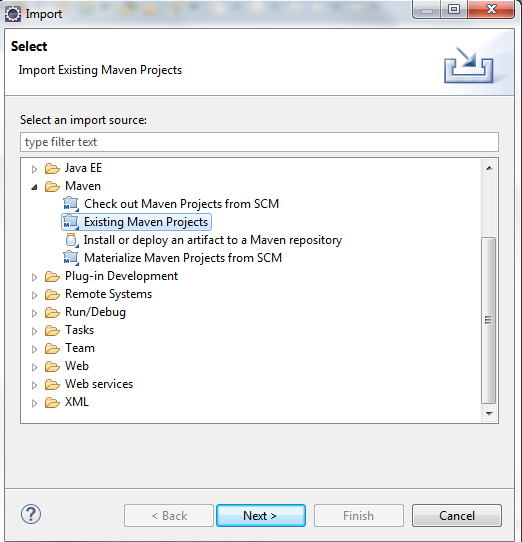 Import
Select
Import Existing Maven Projects
Select an import source:
type filter text
Java EE
Maven
Check out Maven Projects from SCM
Existing Maven Projects
Install or deploy an artifact to a Maven repository
Materialize Maven Projects from SCM
Plug-in Development
Remote Systems
Run/Debug
Tasks
Team
Web
Web services
XML
? < Back Next > Finish Cancel